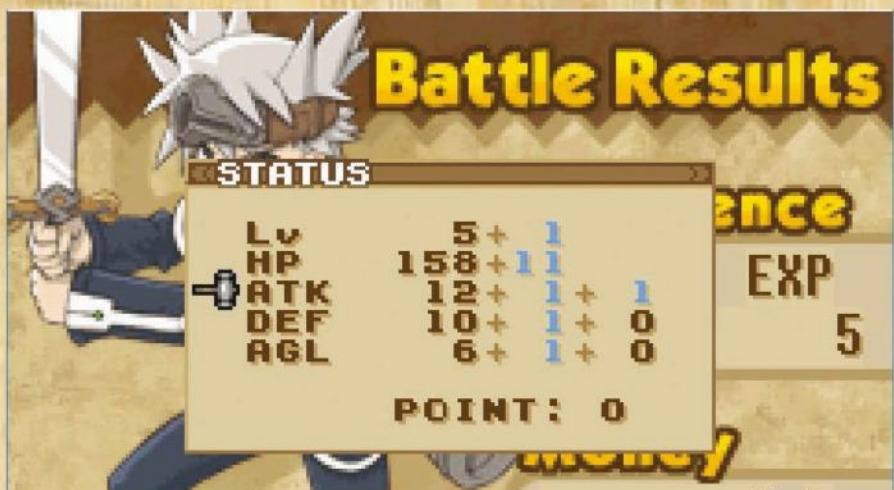 Battle Results
STATUS
ence
Lv 5+ 1
HP 158+11
EXP
ATK 12+ 1+ 1
DEF 10+ 1+ 0
5
AGL 6+ 1+ 0
POINT: 0
Money